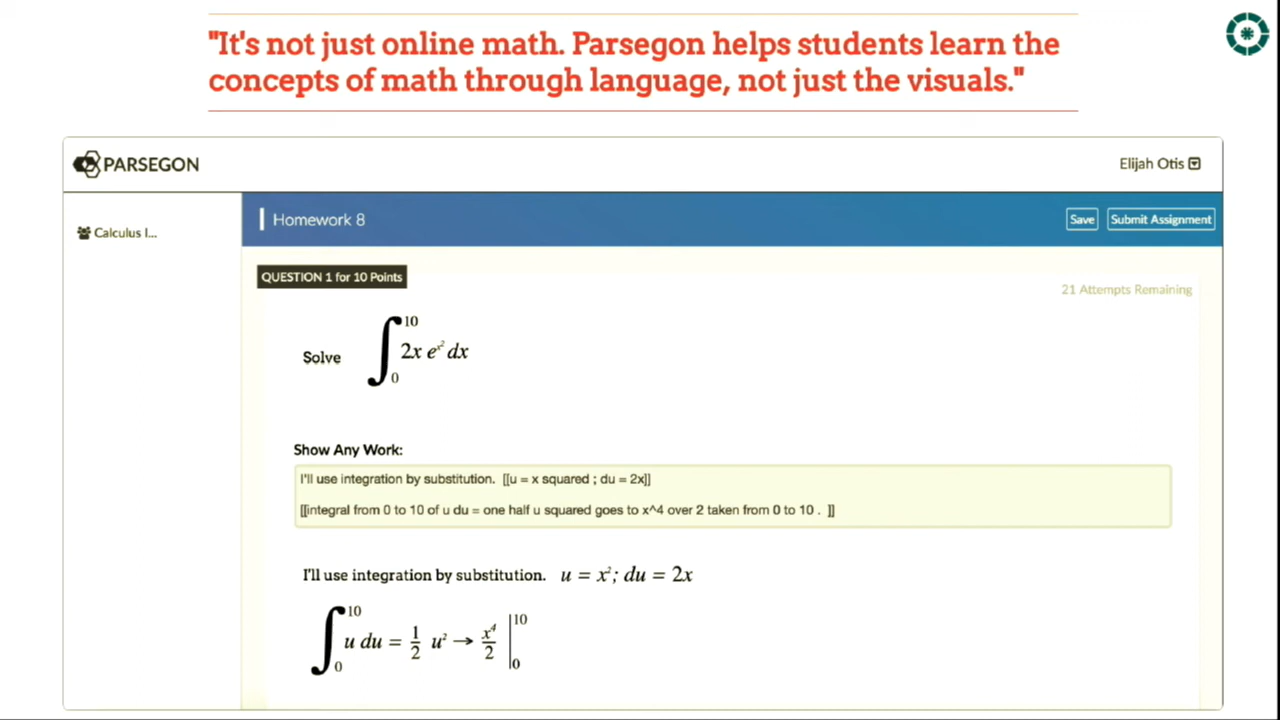 "It's not just online math. Parsegon helps students learn the
concepts of math through language, not just the visuals."
PARSEGON
Elijah Otis
Calculus I...
Homework 8
Save
Submit Assignment
QUESTION 1 for 10 Points
21 Attempts Remaining
Solve ∫₀¹⁰ 2x eˣ² dx
Show Any Work:
I'll use integration by substitution. [[u = x squared ; du = 2x]]
[[integral from 0 to 10 of u du = one half u squared goes to x^4 over 2 taken from 0 to 10 . ]]
I'll use integration by substitution. u = x²; du = 2x
∫₀¹⁰ u du = 1/2 u² → x⁴/2 |₀¹⁰